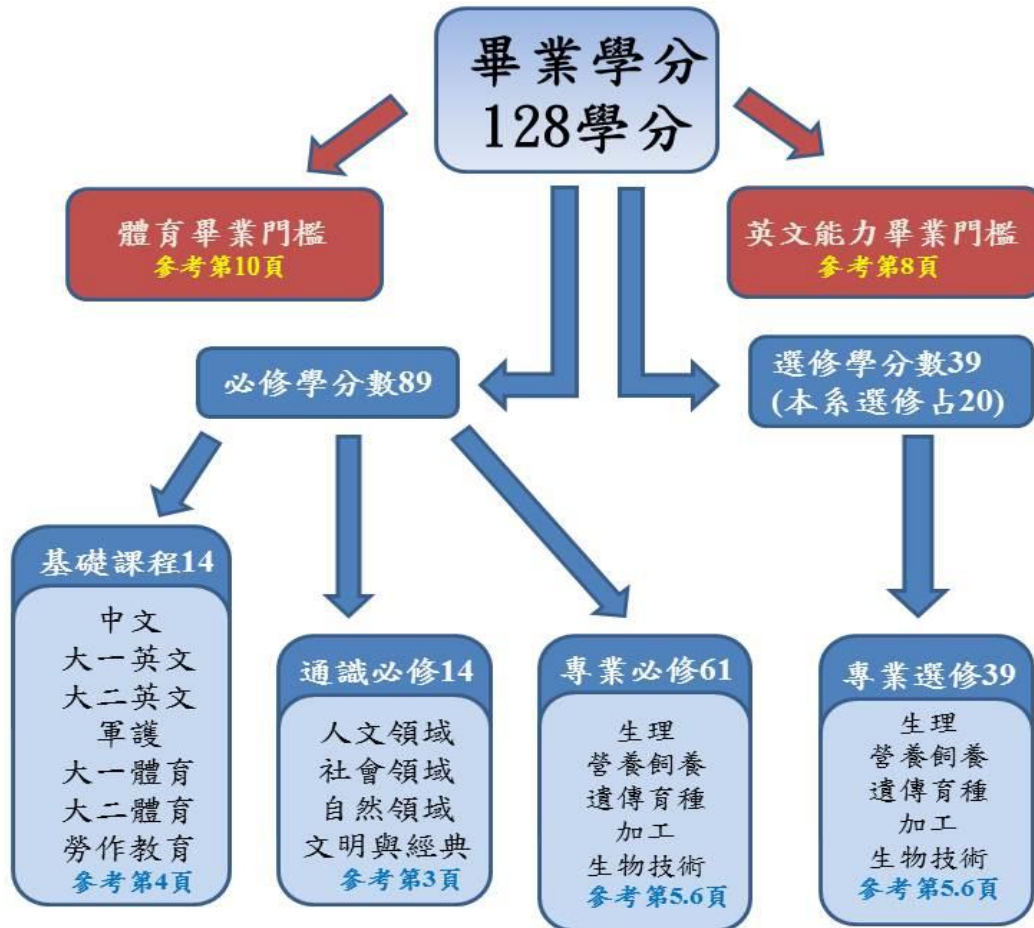 畢業學分
128學分
體育畢業門檻
參考第10頁
英文能力畢業門檻
參考第8頁
必修學分數89
選修學分數39
(本系選修占20)
基礎課程14
中文
大一英文
大二英文
軍護
大一體育
大二體育
勞作教育
參考第4頁
通識必修14
人文領域
社會領域
自然領域
文明與經典
參考第3頁
專業必修61
生理
營養飼養
遺傳育種
加工
生物技術
參考第5.6頁
專業選修39
生理
營養飼養
遺傳育種
加工
生物技術
參考第5.6頁